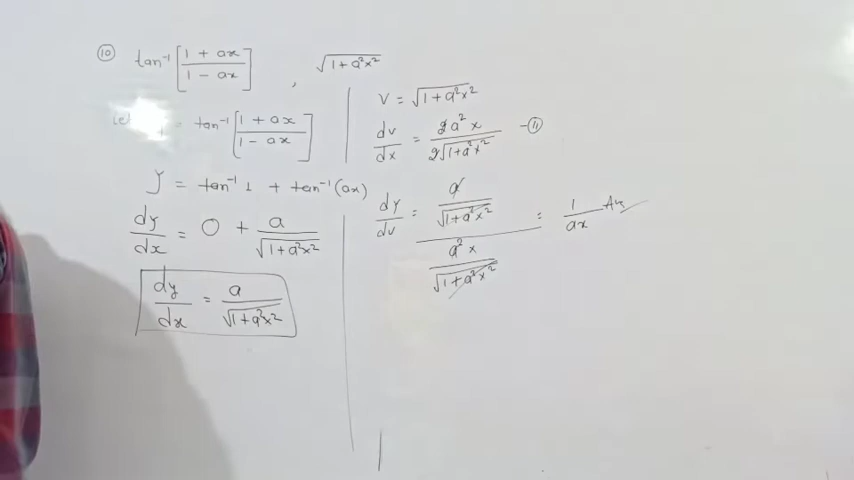 ⑩ tan⁻¹[(1 + ax)/(1 - ax)] , √(1+a²x²)
= tan⁻¹[(1 + ax)/(1 - ax)]
y = tan⁻¹ 1 + tan⁻¹(ax)
dy/dx = 0 + a/√(1+a²x²)
dy/dx = a/√(1+a²x²)
v = √(1+a²x²)
dv/dx = 2a²x/2√(1+a²x²) -⑪
dy/dv = (a/√(1+a²x²))/(a²x/√(1+a²x²)) = 1/ax Ans